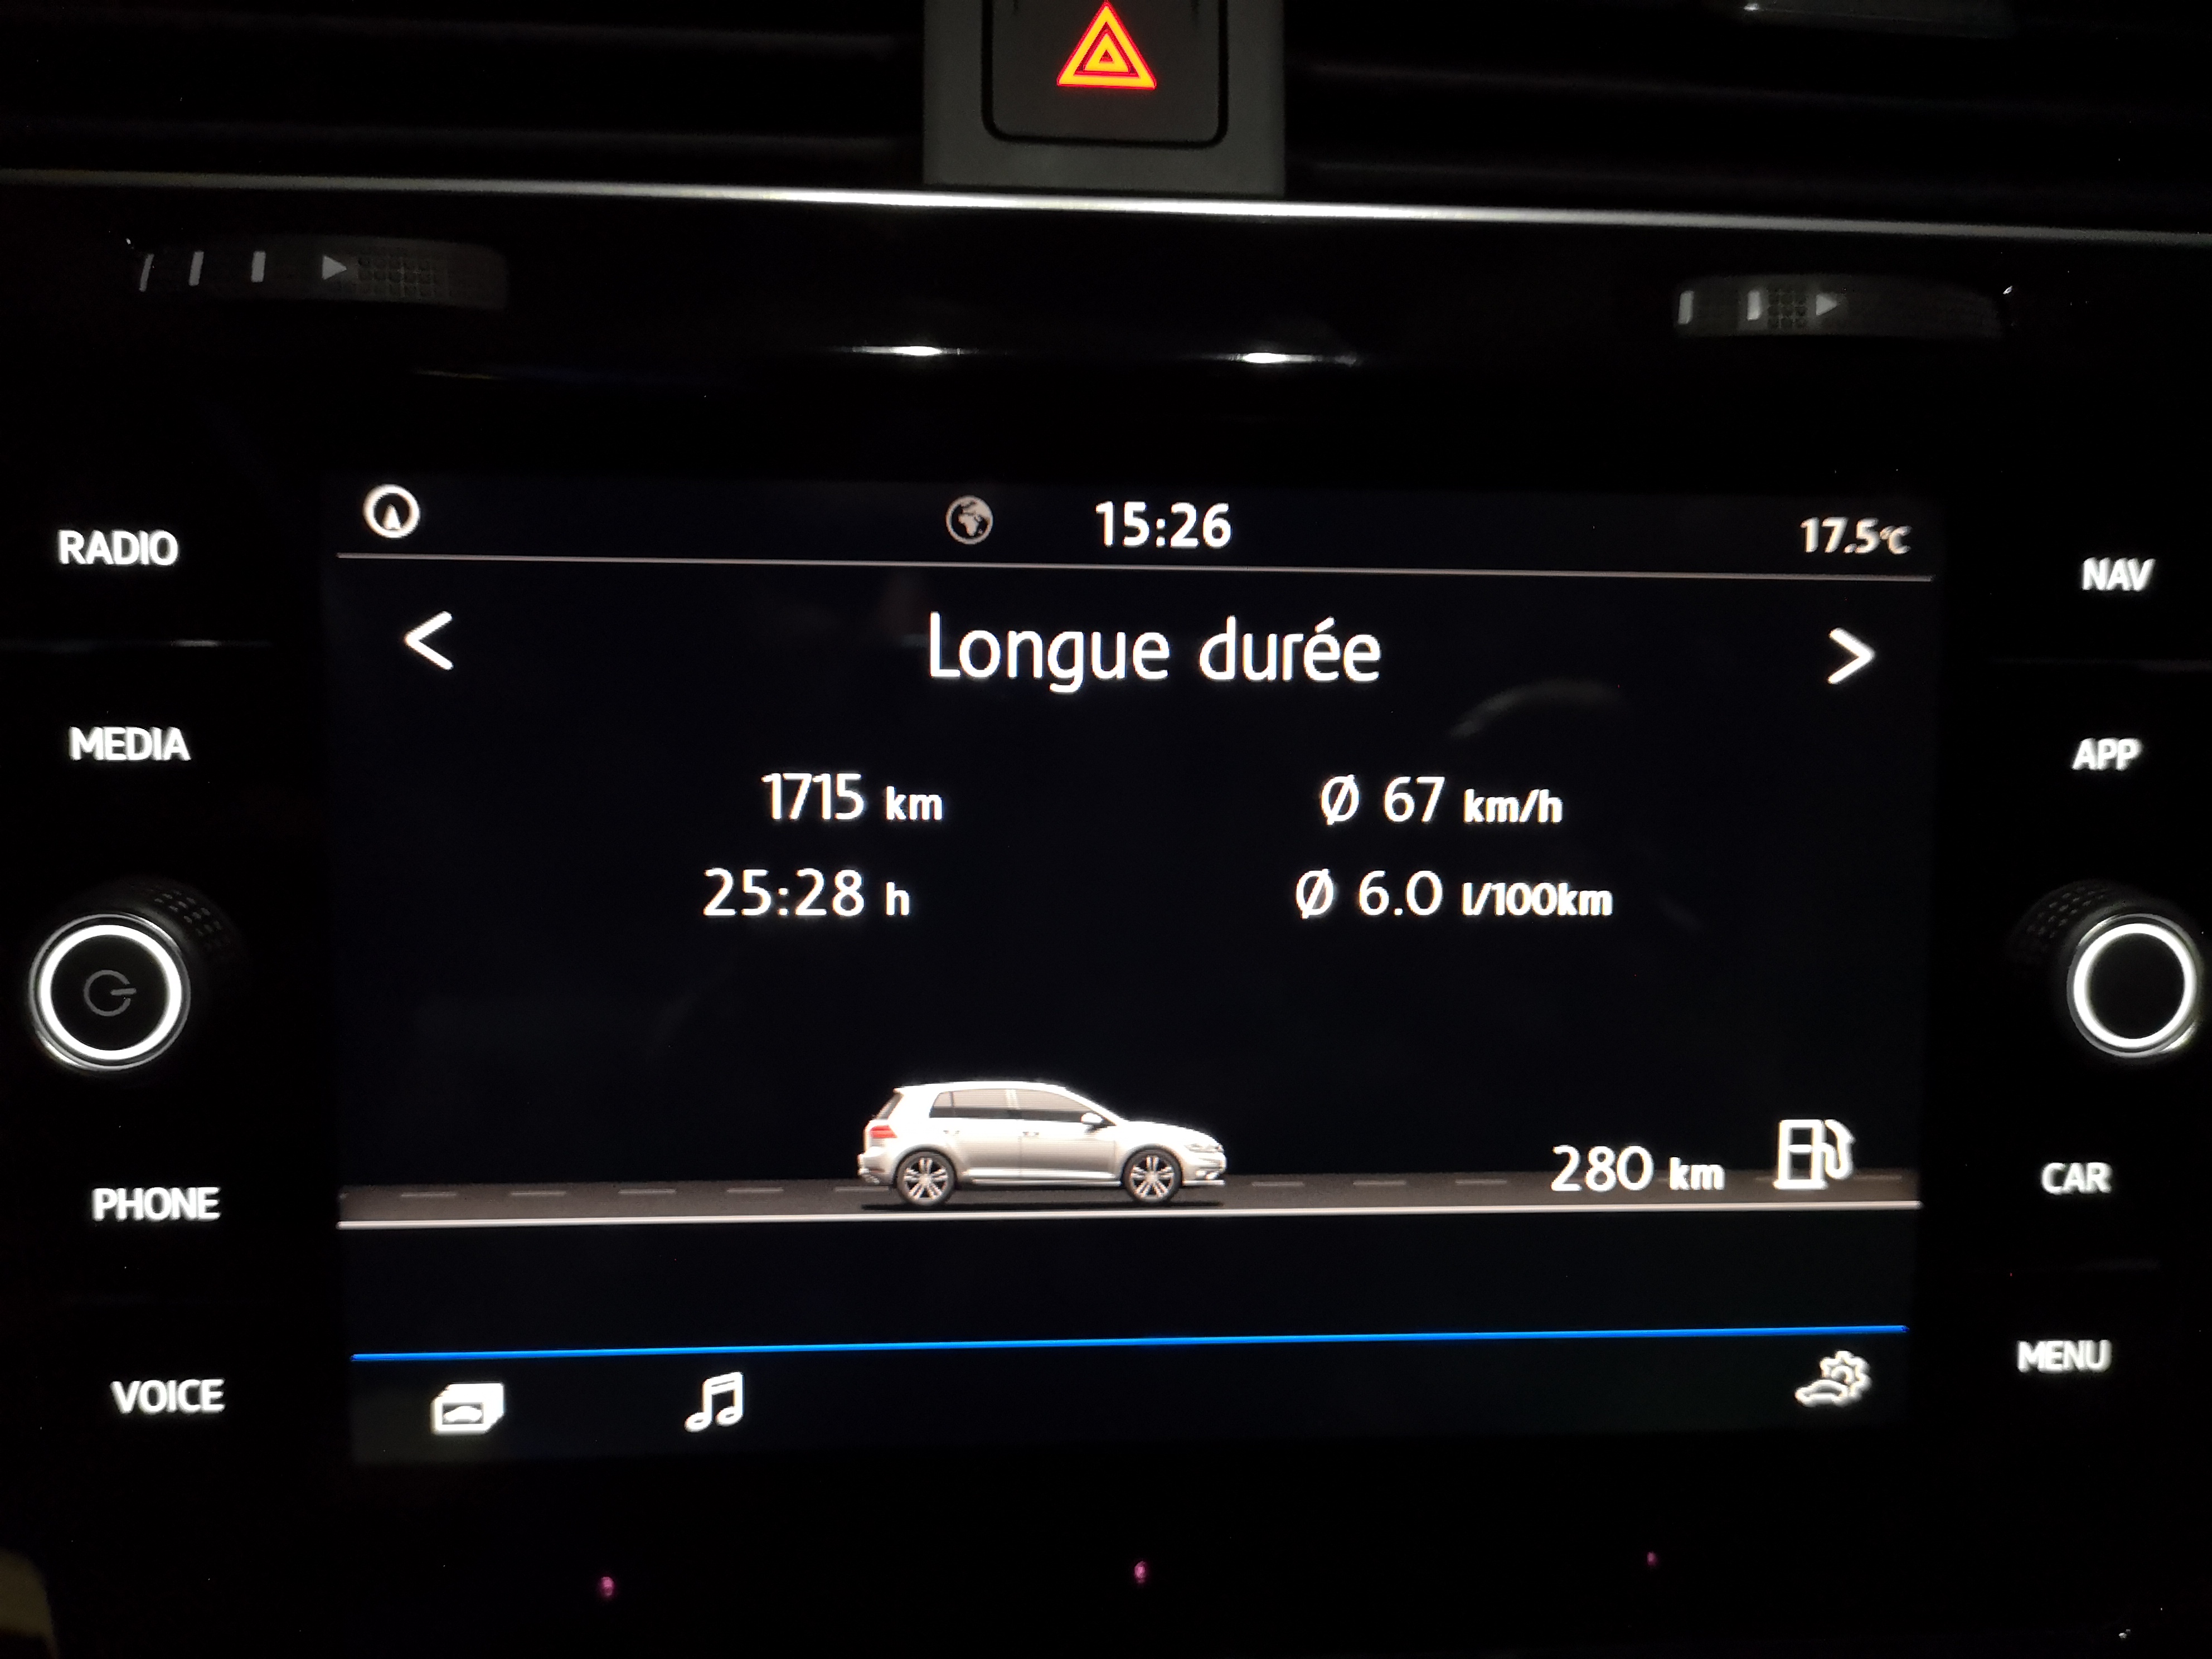 15:26
17.5°C
RADIO
NAV
< Longue durée >
MEDIA
APP
1715 km
Ø 67 km/h
25:28 h
Ø 6.0 l/100km
280 km
PHONE
CAR
VOICE
MENU